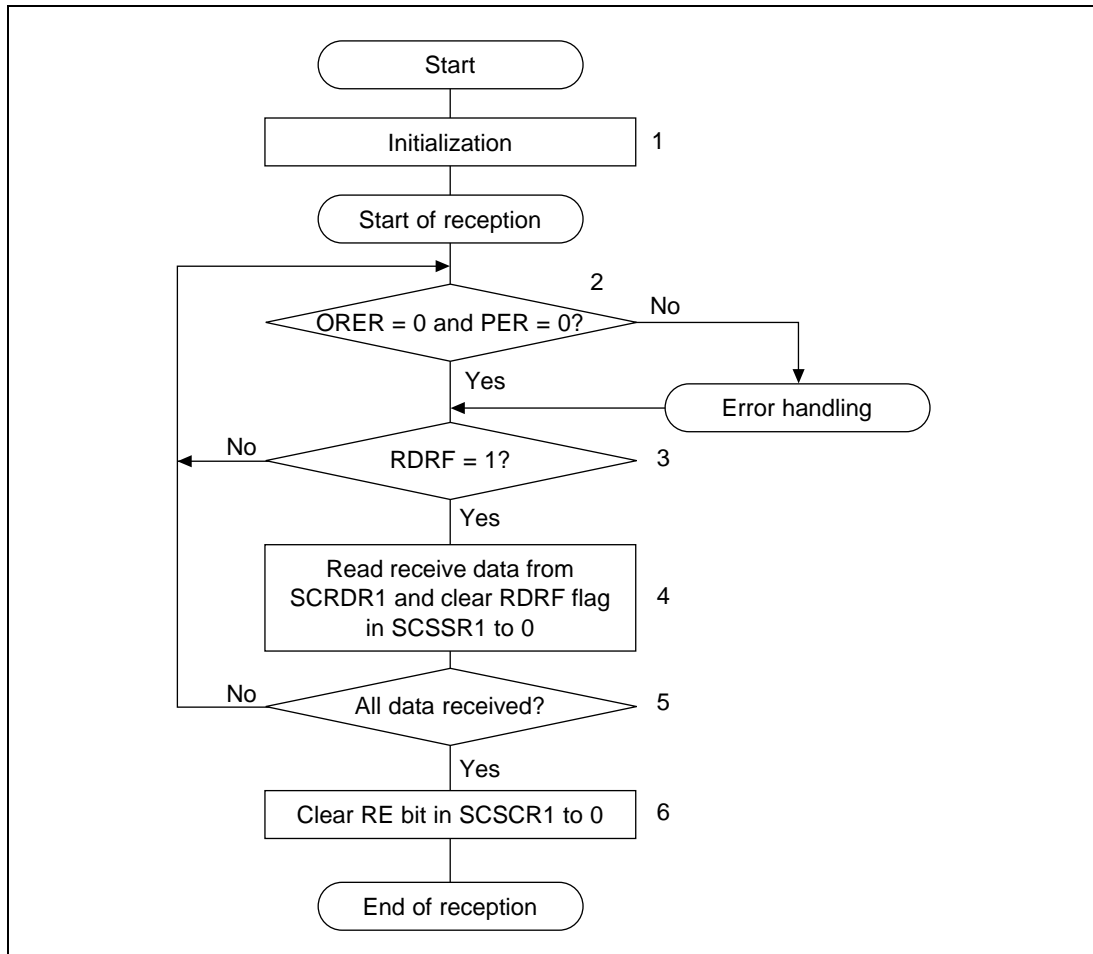 Start
Initialization
1
Start of reception
2
ORER = 0 and PER = 0?
No
Yes
Error handling
No
RDRF = 1?
3
Yes
Read receive data from
SCRDR1 and clear RDRF flag
in SCSSR1 to 0
4
No
All data received?
5
Yes
Clear RE bit in SCSCR1 to 0
6
End of reception